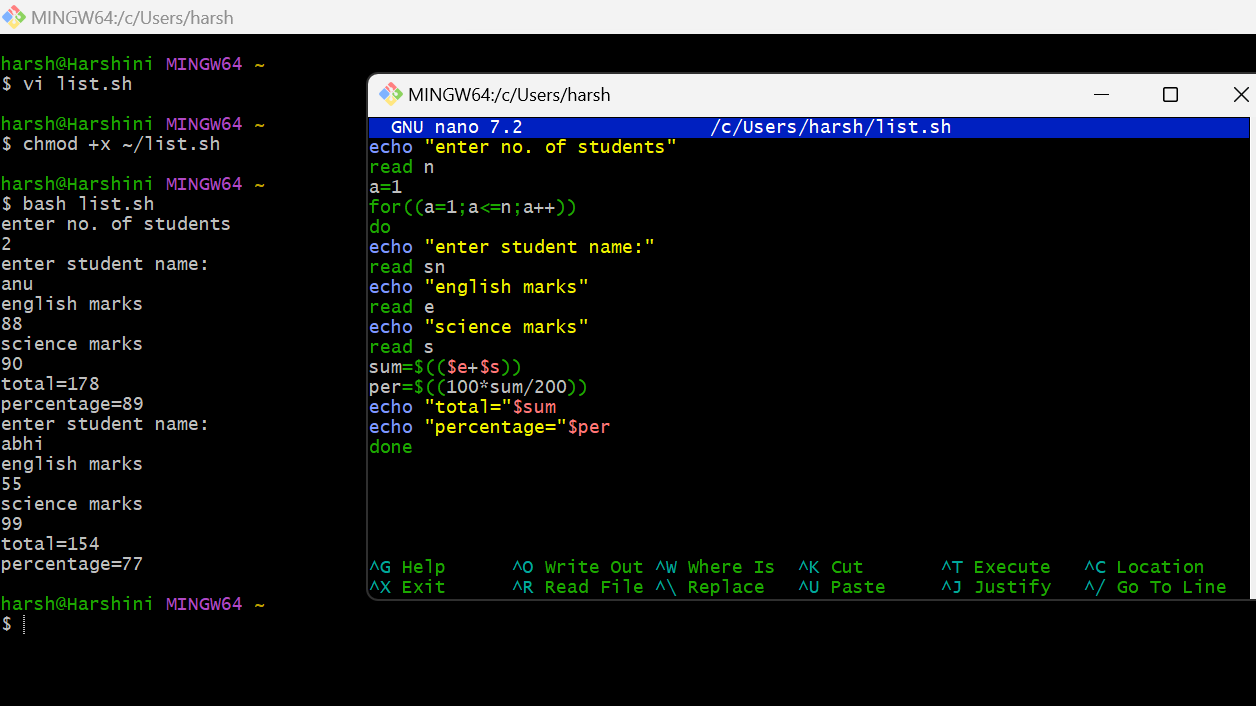 MINGW64:/c/Users/harsh
harsh@Harshini MINGW64 ~
$ vi list.sh
harsh@Harshini MINGW64 ~
$ chmod +x ~/list.sh
harsh@Harshini MINGW64 ~
$ bash list.sh
enter no. of students
2
enter student name:
anu
english marks
88
science marks
90
total=178
percentage=89
enter student name:
abhi
english marks
55
science marks
99
total=154
percentage=77
harsh@Harshini MINGW64 ~
$
MINGW64:/c/Users/harsh
GNU nano 7.2 /c/Users/harsh/list.sh
echo "enter no. of students"
read n
a=1
for((a=1;a<=n;a++))
do
echo "enter student name:"
read sn
echo "english marks"
read e
echo "science marks"
read s
sum=$(($e+$s))
per=$((100*sum/200))
echo "total="$sum
echo "percentage="$per
done
^G Help ^O Write Out ^W Where Is ^K Cut ^T Execute ^C Location
^X Exit ^R Read File ^\ Replace ^U Paste ^J Justify ^/ Go To Line